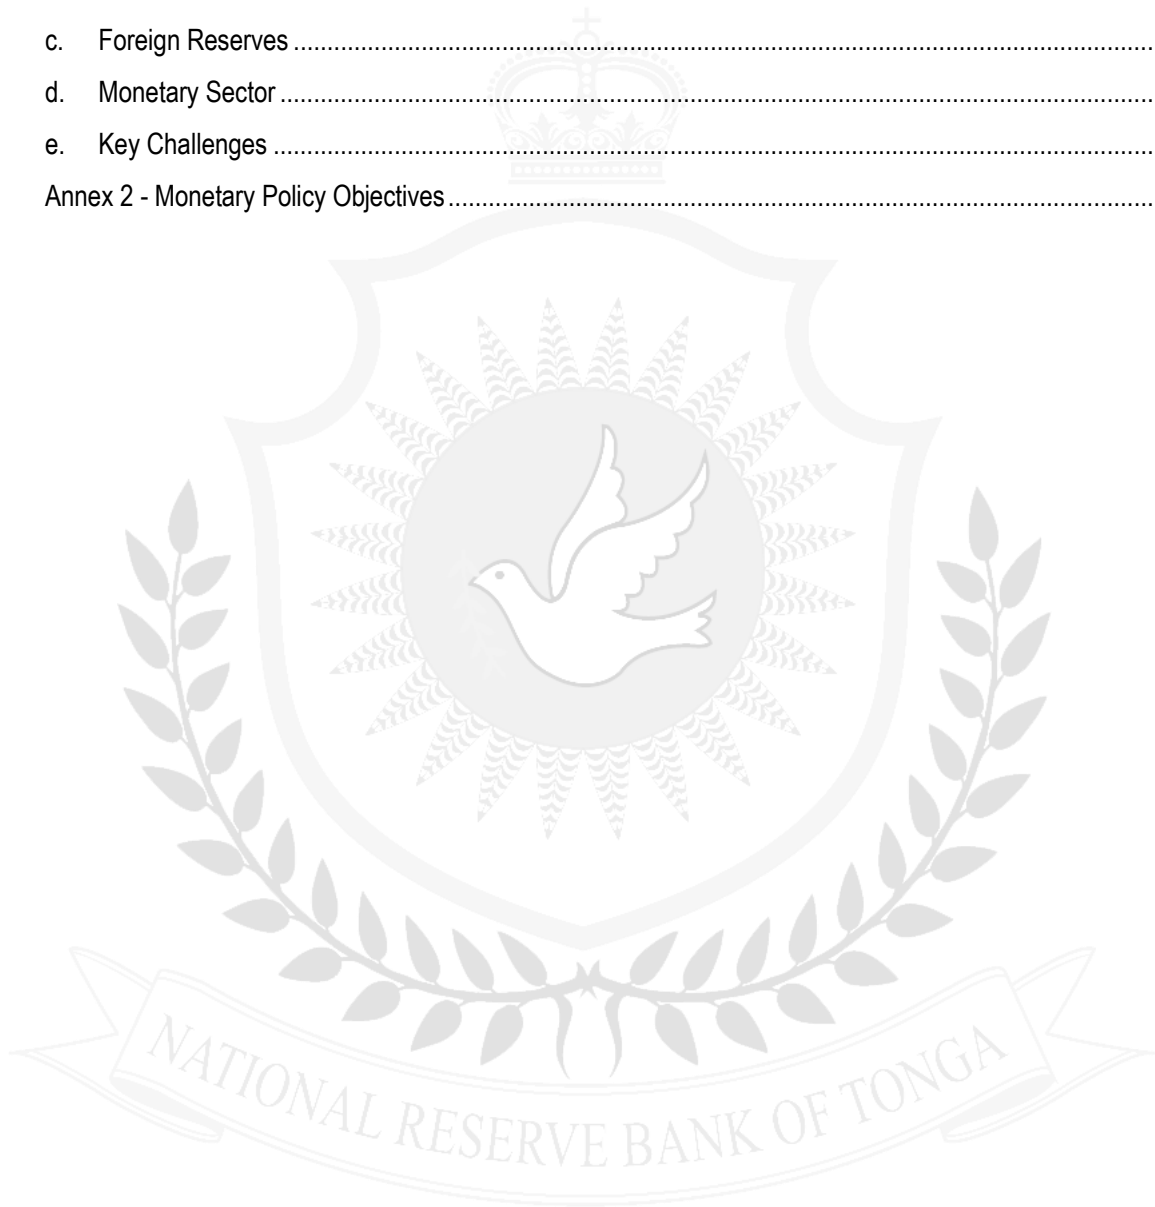 c. Foreign Reserves ........................................................................................................................................
d. Monetary Sector ........................................................................................................................................
e. Key Challenges ........................................................................................................................................
Annex 2 - Monetary Policy Objectives ..............................................................................................................
NATIONAL RESERVE BANK OF TONGA